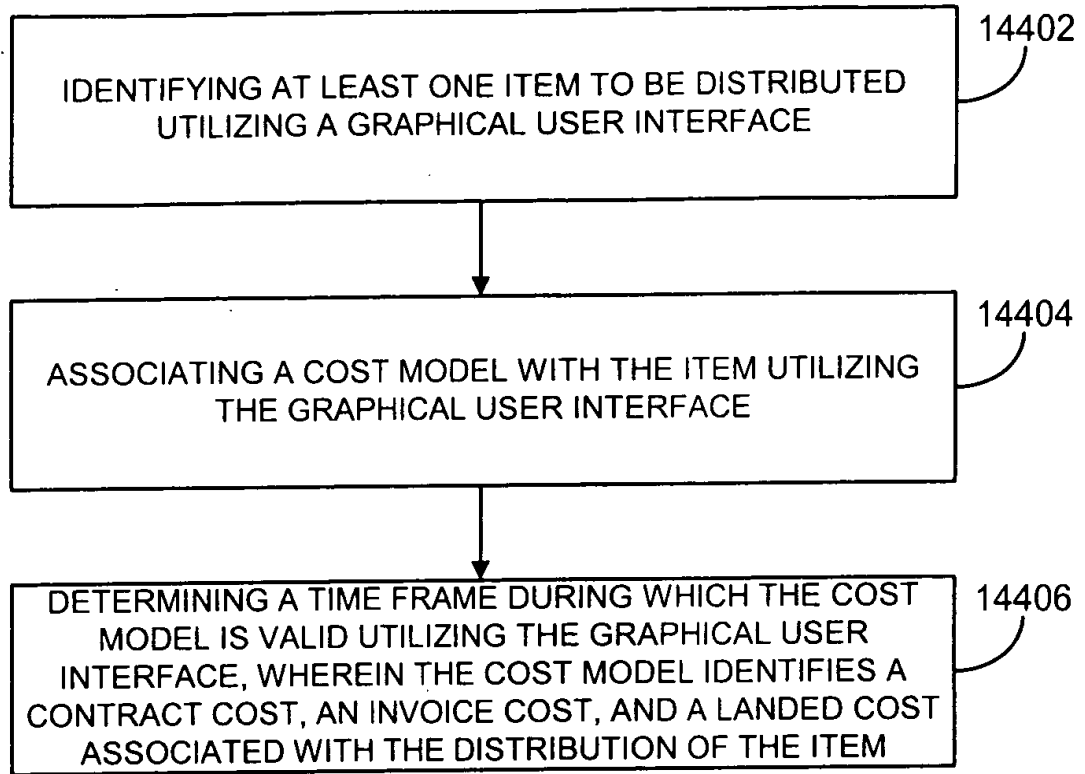 14402
IDENTIFYING AT LEAST ONE ITEM TO BE DISTRIBUTED
UTILIZING A GRAPHICAL USER INTERFACE
14404
ASSOCIATING A COST MODEL WITH THE ITEM UTILIZING
THE GRAPHICAL USER INTERFACE
14406
DETERMINING A TIME FRAME DURING WHICH THE COST
MODEL IS VALID UTILIZING THE GRAPHICAL USER
INTERFACE, WHEREIN THE COST MODEL IDENTIFIES A
CONTRACT COST, AN INVOICE COST, AND A LANDED COST
ASSOCIATED WITH THE DISTRIBUTION OF THE ITEM